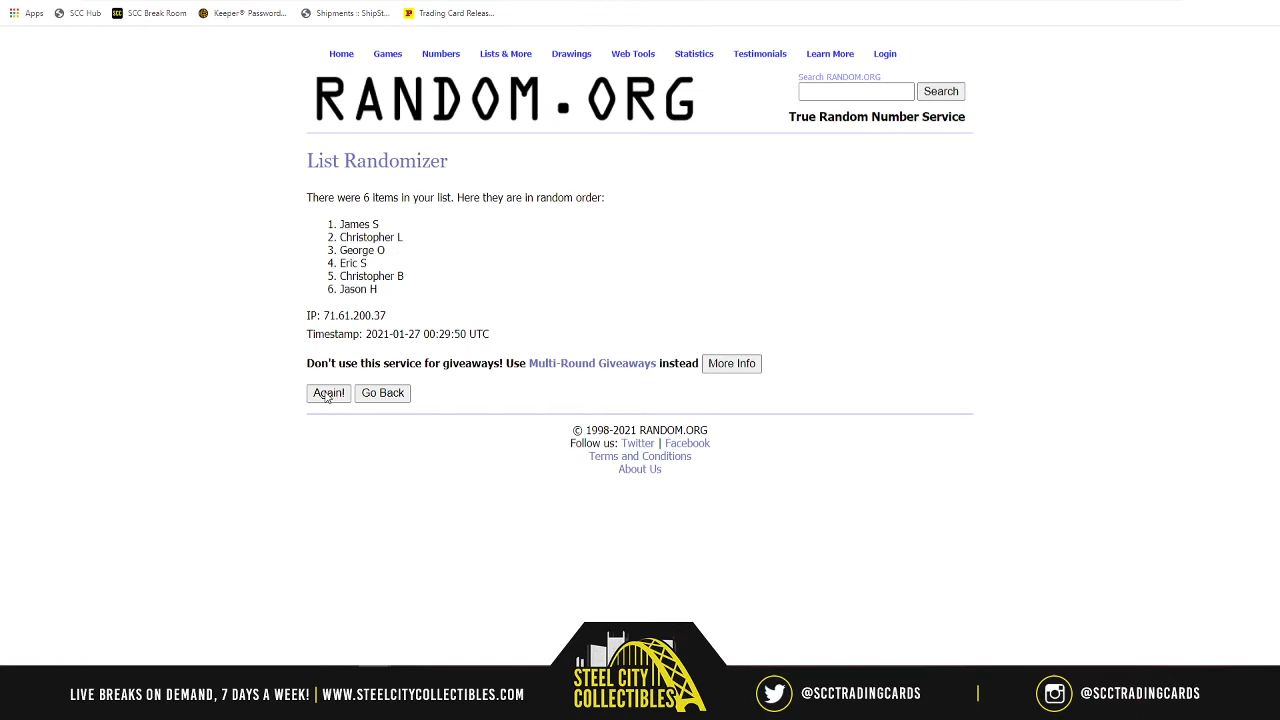 Apps SCC Hub SCC SCC Break Room Keeper® Password... Shipments :: ShipSt... Trading Card Releas...
Home Games Numbers Lists & More Drawings Web Tools Statistics Testimonials Learn More Login
RANDOM.ORG
Search RANDOM.ORG
Search
True Random Number Service
List Randomizer
There were 6 items in your list. Here they are in random order:
1. James S
2. Christopher L
3. George O
4. Eric S
5. Christopher B
6. Jason H
IP: 71.61.200.37
Timestamp: 2021-01-27 00:29:50 UTC
Don't use this service for giveaways! Use Multi-Round Giveaways instead More Info
Again! Go Back
© 1998-2021 RANDOM.ORG
Follow us: Twitter | Facebook
Terms and Conditions
About Us
LIVE BREAKS ON DEMAND, 7 DAYS A WEEK! | WWW.STEELCITYCOLLECTIBLES.COM
STEEL CITY
COLLECTIBLES
@SCCTRADINGCARDS | @SCCTRADINGCARDS